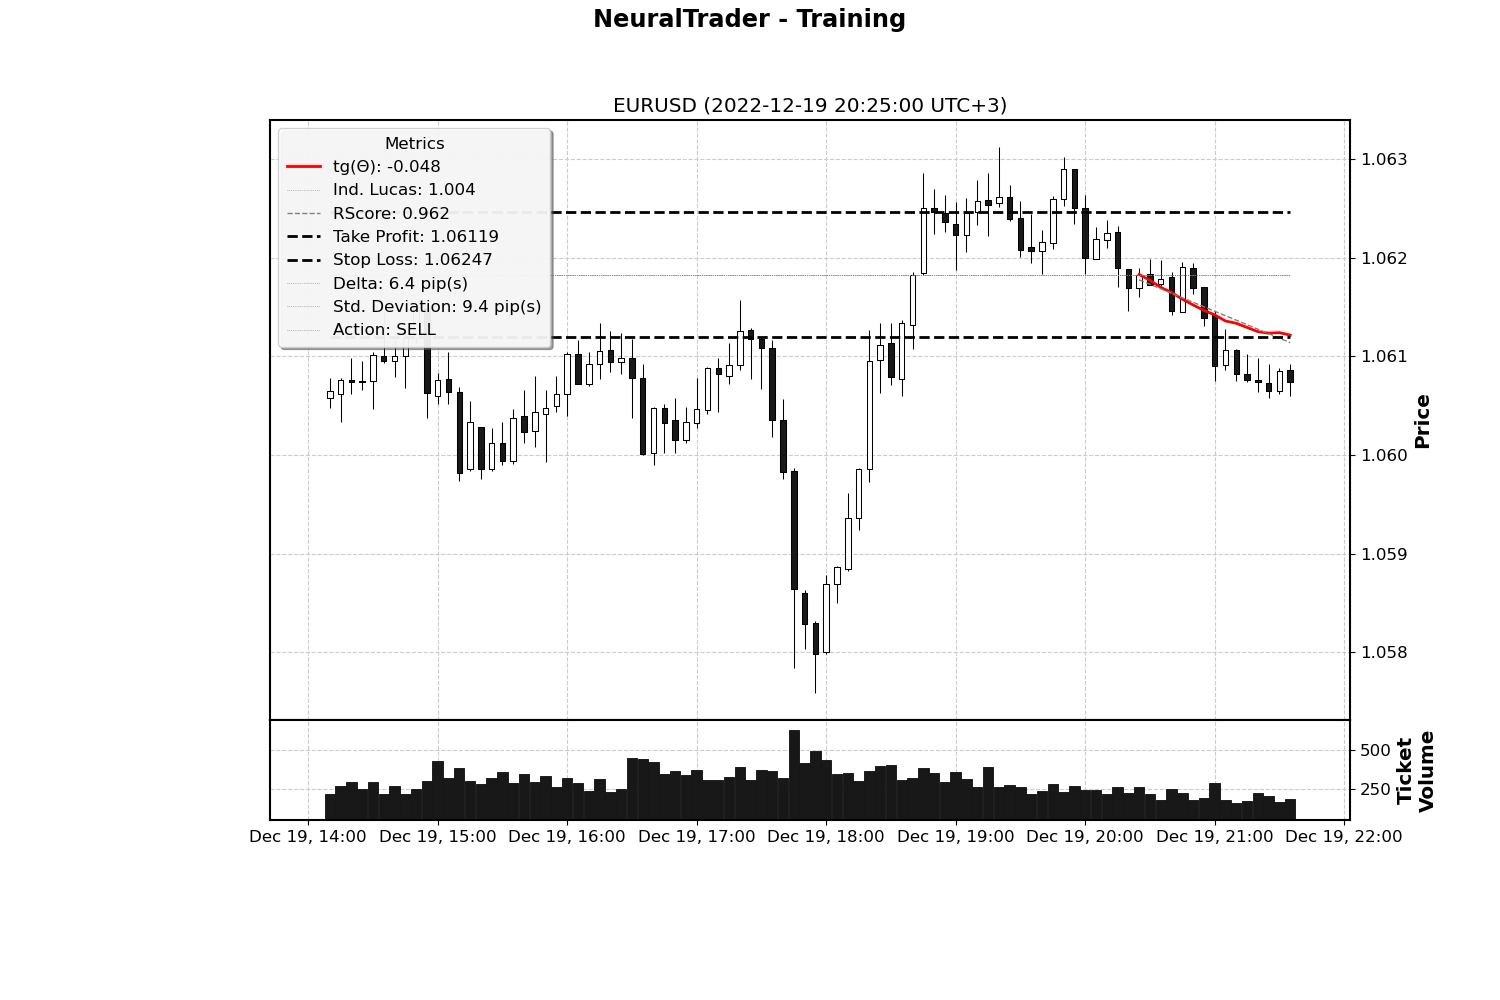 NeuralTrader - Training
EURUSD (2022-12-19 20:25:00 UTC+3)
Metrics
tg(Θ): -0.048
Ind. Lucas: 1.004
RScore: 0.962
Take Profit: 1.06119
Stop Loss: 1.06247
Delta: 6.4 pip(s)
Std. Deviation: 9.4 pip(s)
Action: SELL
1.063
1.062
1.061
1.060
1.059
1.058
Price
500
250
Ticket
Volume
Dec 19, 14:00
Dec 19, 15:00
Dec 19, 16:00
Dec 19, 17:00
Dec 19, 18:00
Dec 19, 19:00
Dec 19, 20:00
Dec 19, 21:00
Dec 19, 22:00